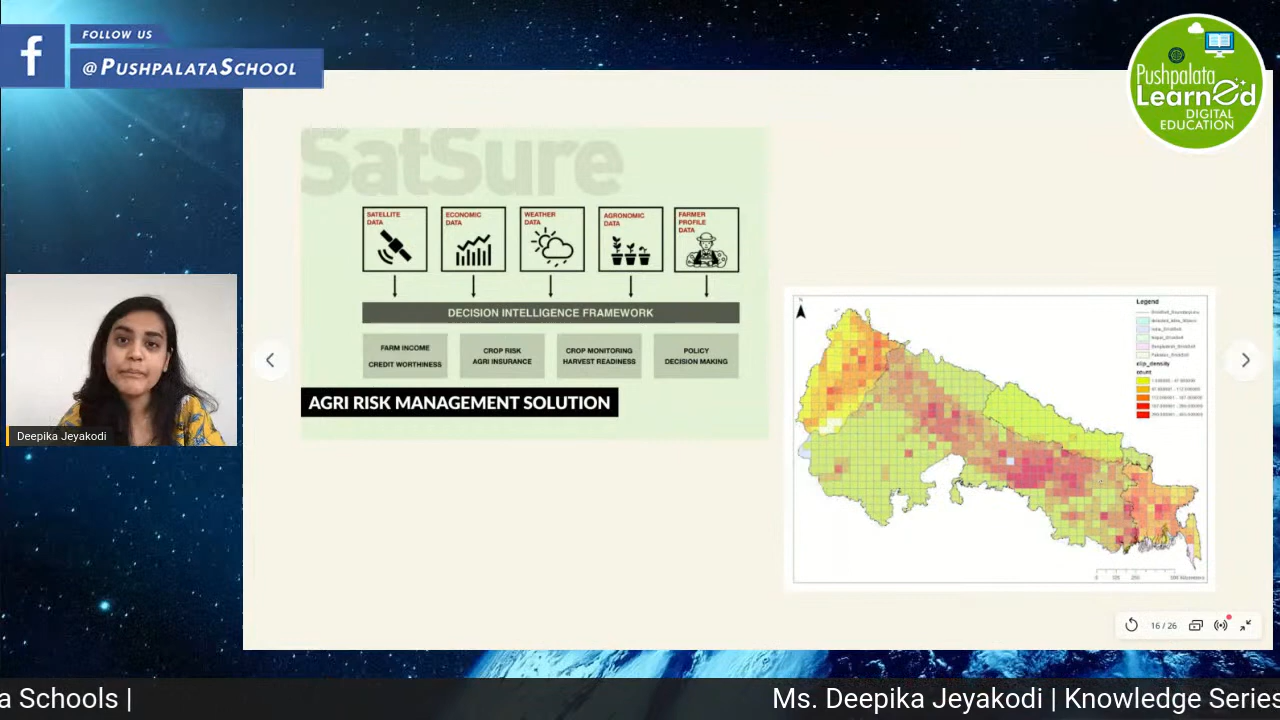 FOLLOW US
@PUSHPALATASCHOOL
Pushpalata
Learned
DIGITAL
EDUCATION
SatSure
SATELLITE
DATA
ECONOMIC
DATA
WEATHER
DATA
AGRONOMIC
DATA
FARMER
PROFILE
DATA
DECISION INTELLIGENCE FRAMEWORK
FARM INCOME
CREDIT WORTHINESS
CROP RISK
AGRI INSURANCE
CROP MONITORING
HARVEST READINESS
POLICY
DECISION MAKING
AGRI RISK MANAGEMENT SOLUTION
N
Legend
Deepika Jeyakodi
16 / 26
a Schools |
Ms. Deepika Jeyakodi | Knowledge Series